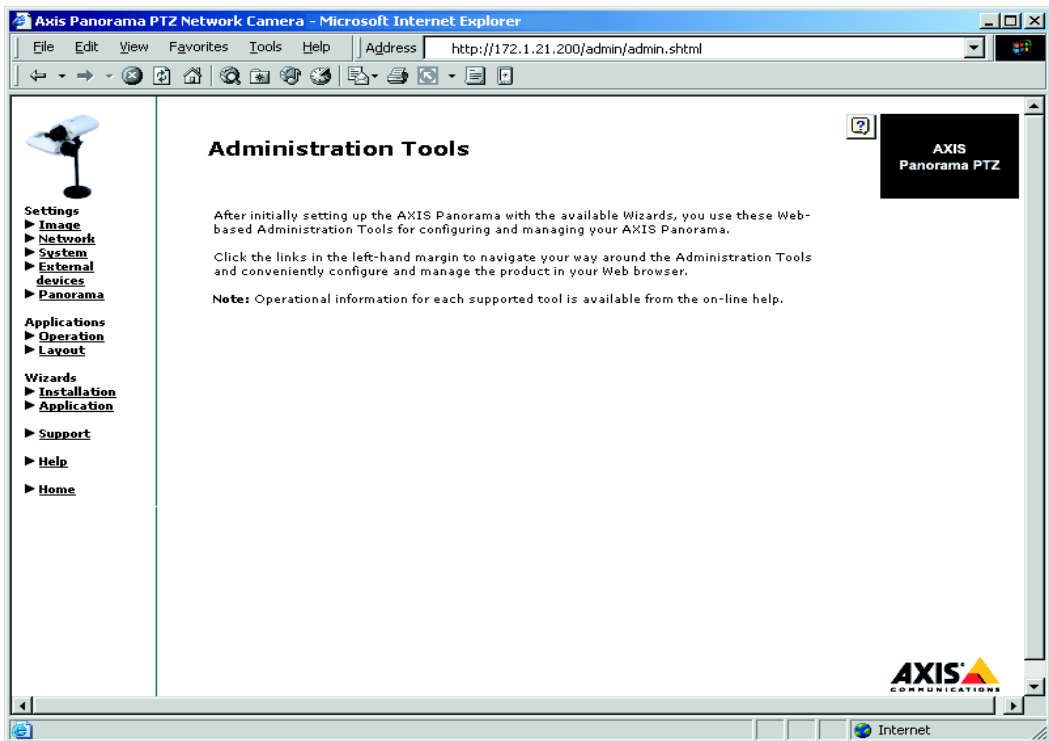 Axis Panorama PTZ Network Camera - Microsoft Internet Explorer
File Edit View Favorites Tools Help Address http://172.1.21.200/admin/admin.shtml
Administration Tools
AXIS
Panorama PTZ
Settings
Image
Network
System
External
devices
Panorama
Applications
Operation
Layout
Wizards
Installation
Application
Support
Help
Home
After initially setting up the AXIS Panorama with the available Wizards, you use these Web-
based Administration Tools for configuring and managing your AXIS Panorama.
Click the links in the left-hand margin to navigate your way around the Administration Tools
and conveniently configure and manage the product in your Web browser.
Note: Operational information for each supported tool is available from the on-line help.
AXIS
COMMUNICATIONS
Internet